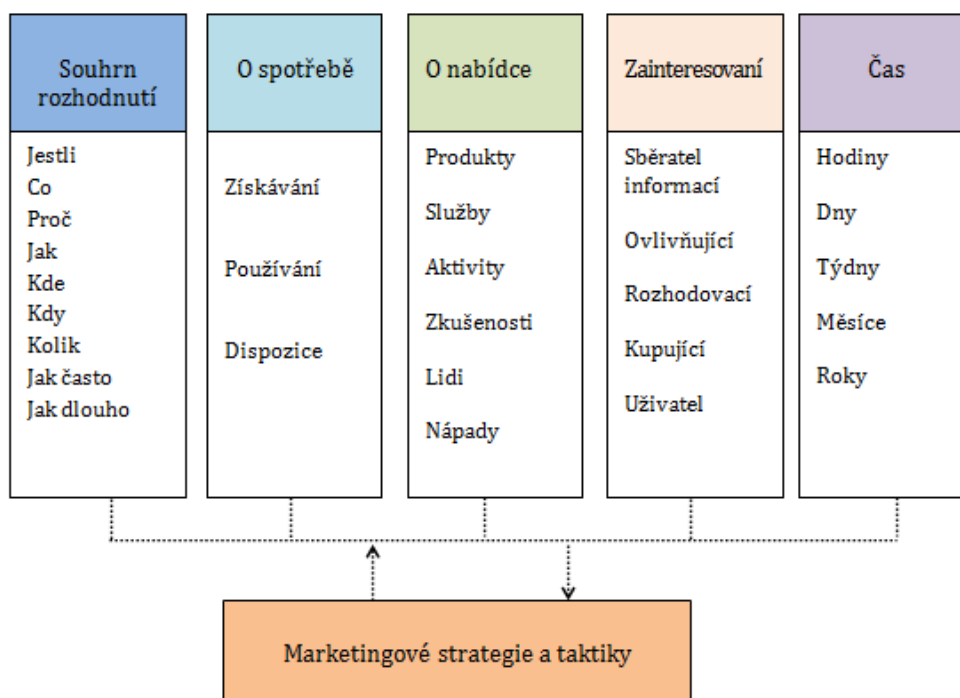 Souhrn
rozhodnutí
Jestli
Co
Proč
Jak
Kde
Kdy
Kolik
Jak často
Jak dlouho
O spotřebě
Získávání
Používání
Dispozice
O nabídce
Produkty
Služby
Aktivity
Zkušenosti
Lidi
Nápady
Zainteresovaní
Sběratel
informací
Ovlivňující
Rozhodovací
Kupující
Uživatel
Čas
Hodiny
Dny
Týdny
Měsíce
Roky
Marketingové strategie a taktiky